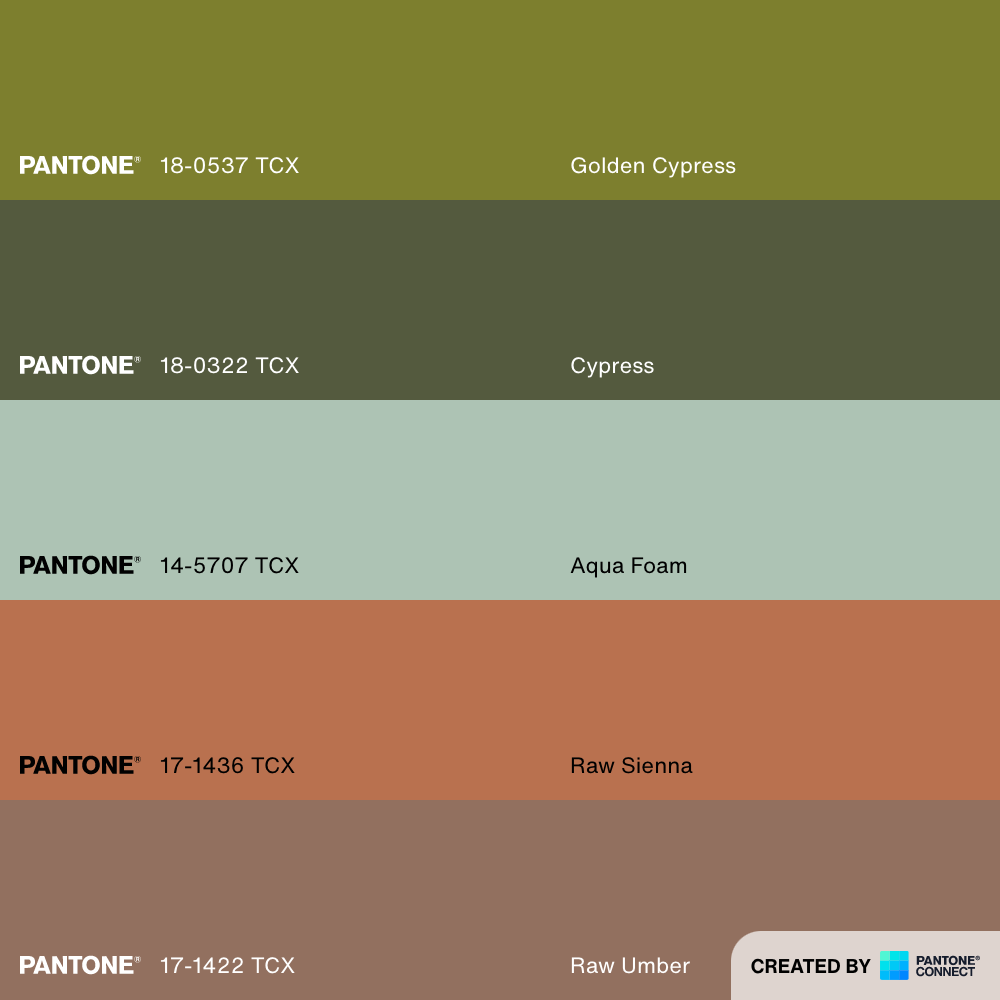 PANTONE® 18-0537 TCX Golden Cypress
PANTONE® 18-0322 TCX Cypress
PANTONE® 14-5707 TCX Aqua Foam
PANTONE® 17-1436 TCX Raw Sienna
PANTONE® 17-1422 TCX Raw Umber
CREATED BY
PANTONE®
CONNECT